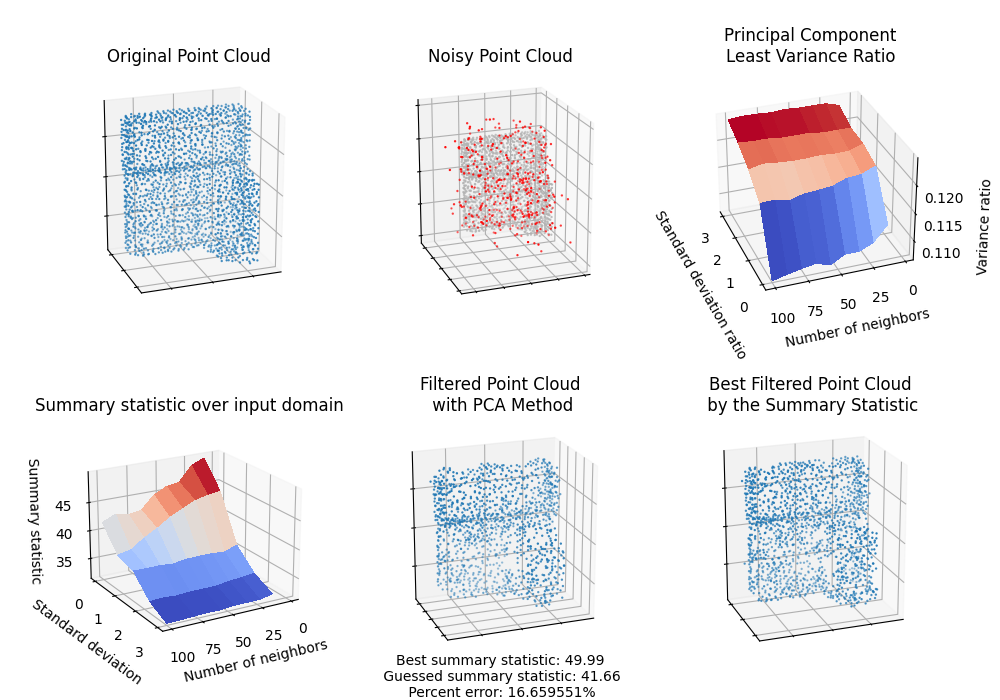 Original Point Cloud
Noisy Point Cloud
Principal Component
Least Variance Ratio
0.120
0.115
0.110
Variance ratio
3
2
1
0
Standard deviation ratio
100
75
50
25
0
Number of neighbors
Summary statistic over input domain
45
40
35
Summary statistic
0
1
2
3
Standard deviation
100
75
50
25
0
Number of neighbors
Filtered Point Cloud
with PCA Method
Best summary statistic: 49.99
Guessed summary statistic: 41.66
Percent error: 16.659551%
Best Filtered Point Cloud
by the Summary Statistic